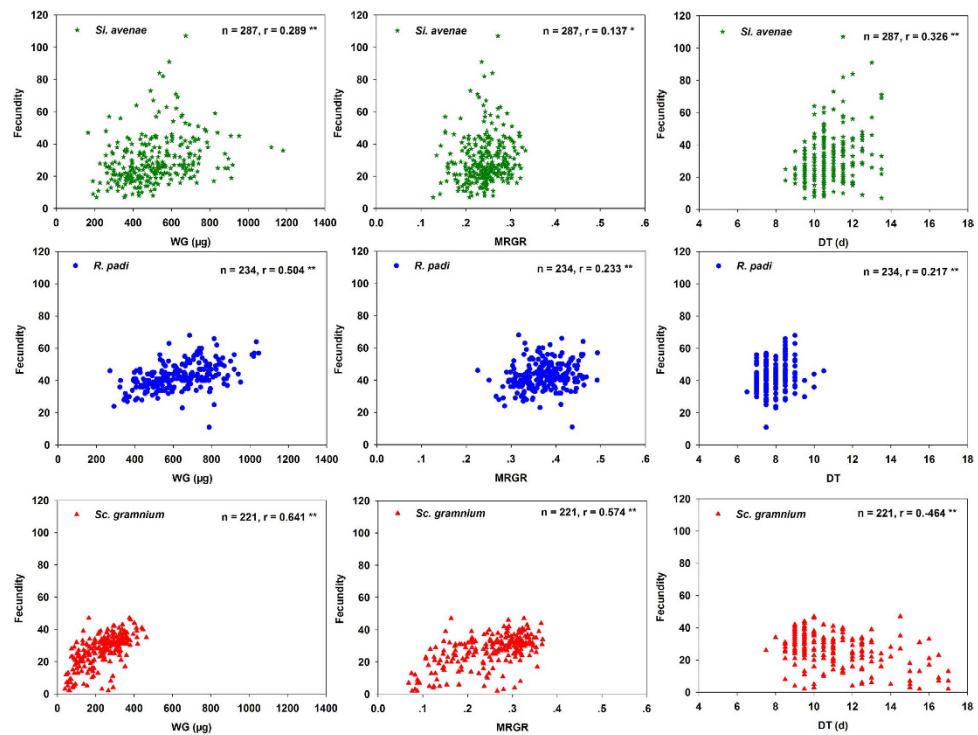 Si. avenae
n = 287, r = 0.289 **
Fecundity
120
100
80
60
40
20
0
0 200 400 600 800 1000 1200 1400
WG (µg)
Si. avenae
n = 287, r = 0.137 *
Fecundity
120
100
80
60
40
20
0
0.0 .1 .2 .3 .4 .5 .6
MRGR
Si. avenae
n = 287, r = 0.326 **
Fecundity
120
100
80
60
40
20
0
4 6 8 10 12 14 16 18
DT (d)
R. padi
n = 234, r = 0.504 **
Fecundity
120
100
80
60
40
20
0
0 200 400 600 800 1000 1200 1400
WG (µg)
R. padi
n = 234, r = 0.233 **
Fecundity
120
100
80
60
40
20
0
0.0 .1 .2 .3 .4 .5 .6
MRGR
R. padi
n = 234, r = 0.217 **
Fecundity
120
100
80
60
40
20
0
4 6 8 10 12 14 16 18
DT
Sc. gramnium
n = 221, r = 0.641 **
Fecundity
120
100
80
60
40
20
0
0 200 400 600 800 1000 1200 1400
WG (µg)
Sc. gramnium
n = 221, r = 0.574 **
Fecundity
120
100
80
60
40
20
0
0.0 .1 .2 .3 .4 .5 .6
MRGR
Sc. gramnium
n = 221, r = 0.-464 **
Fecundity
120
100
80
60
40
20
0
4 6 8 10 12 14 16 18
DT (d)